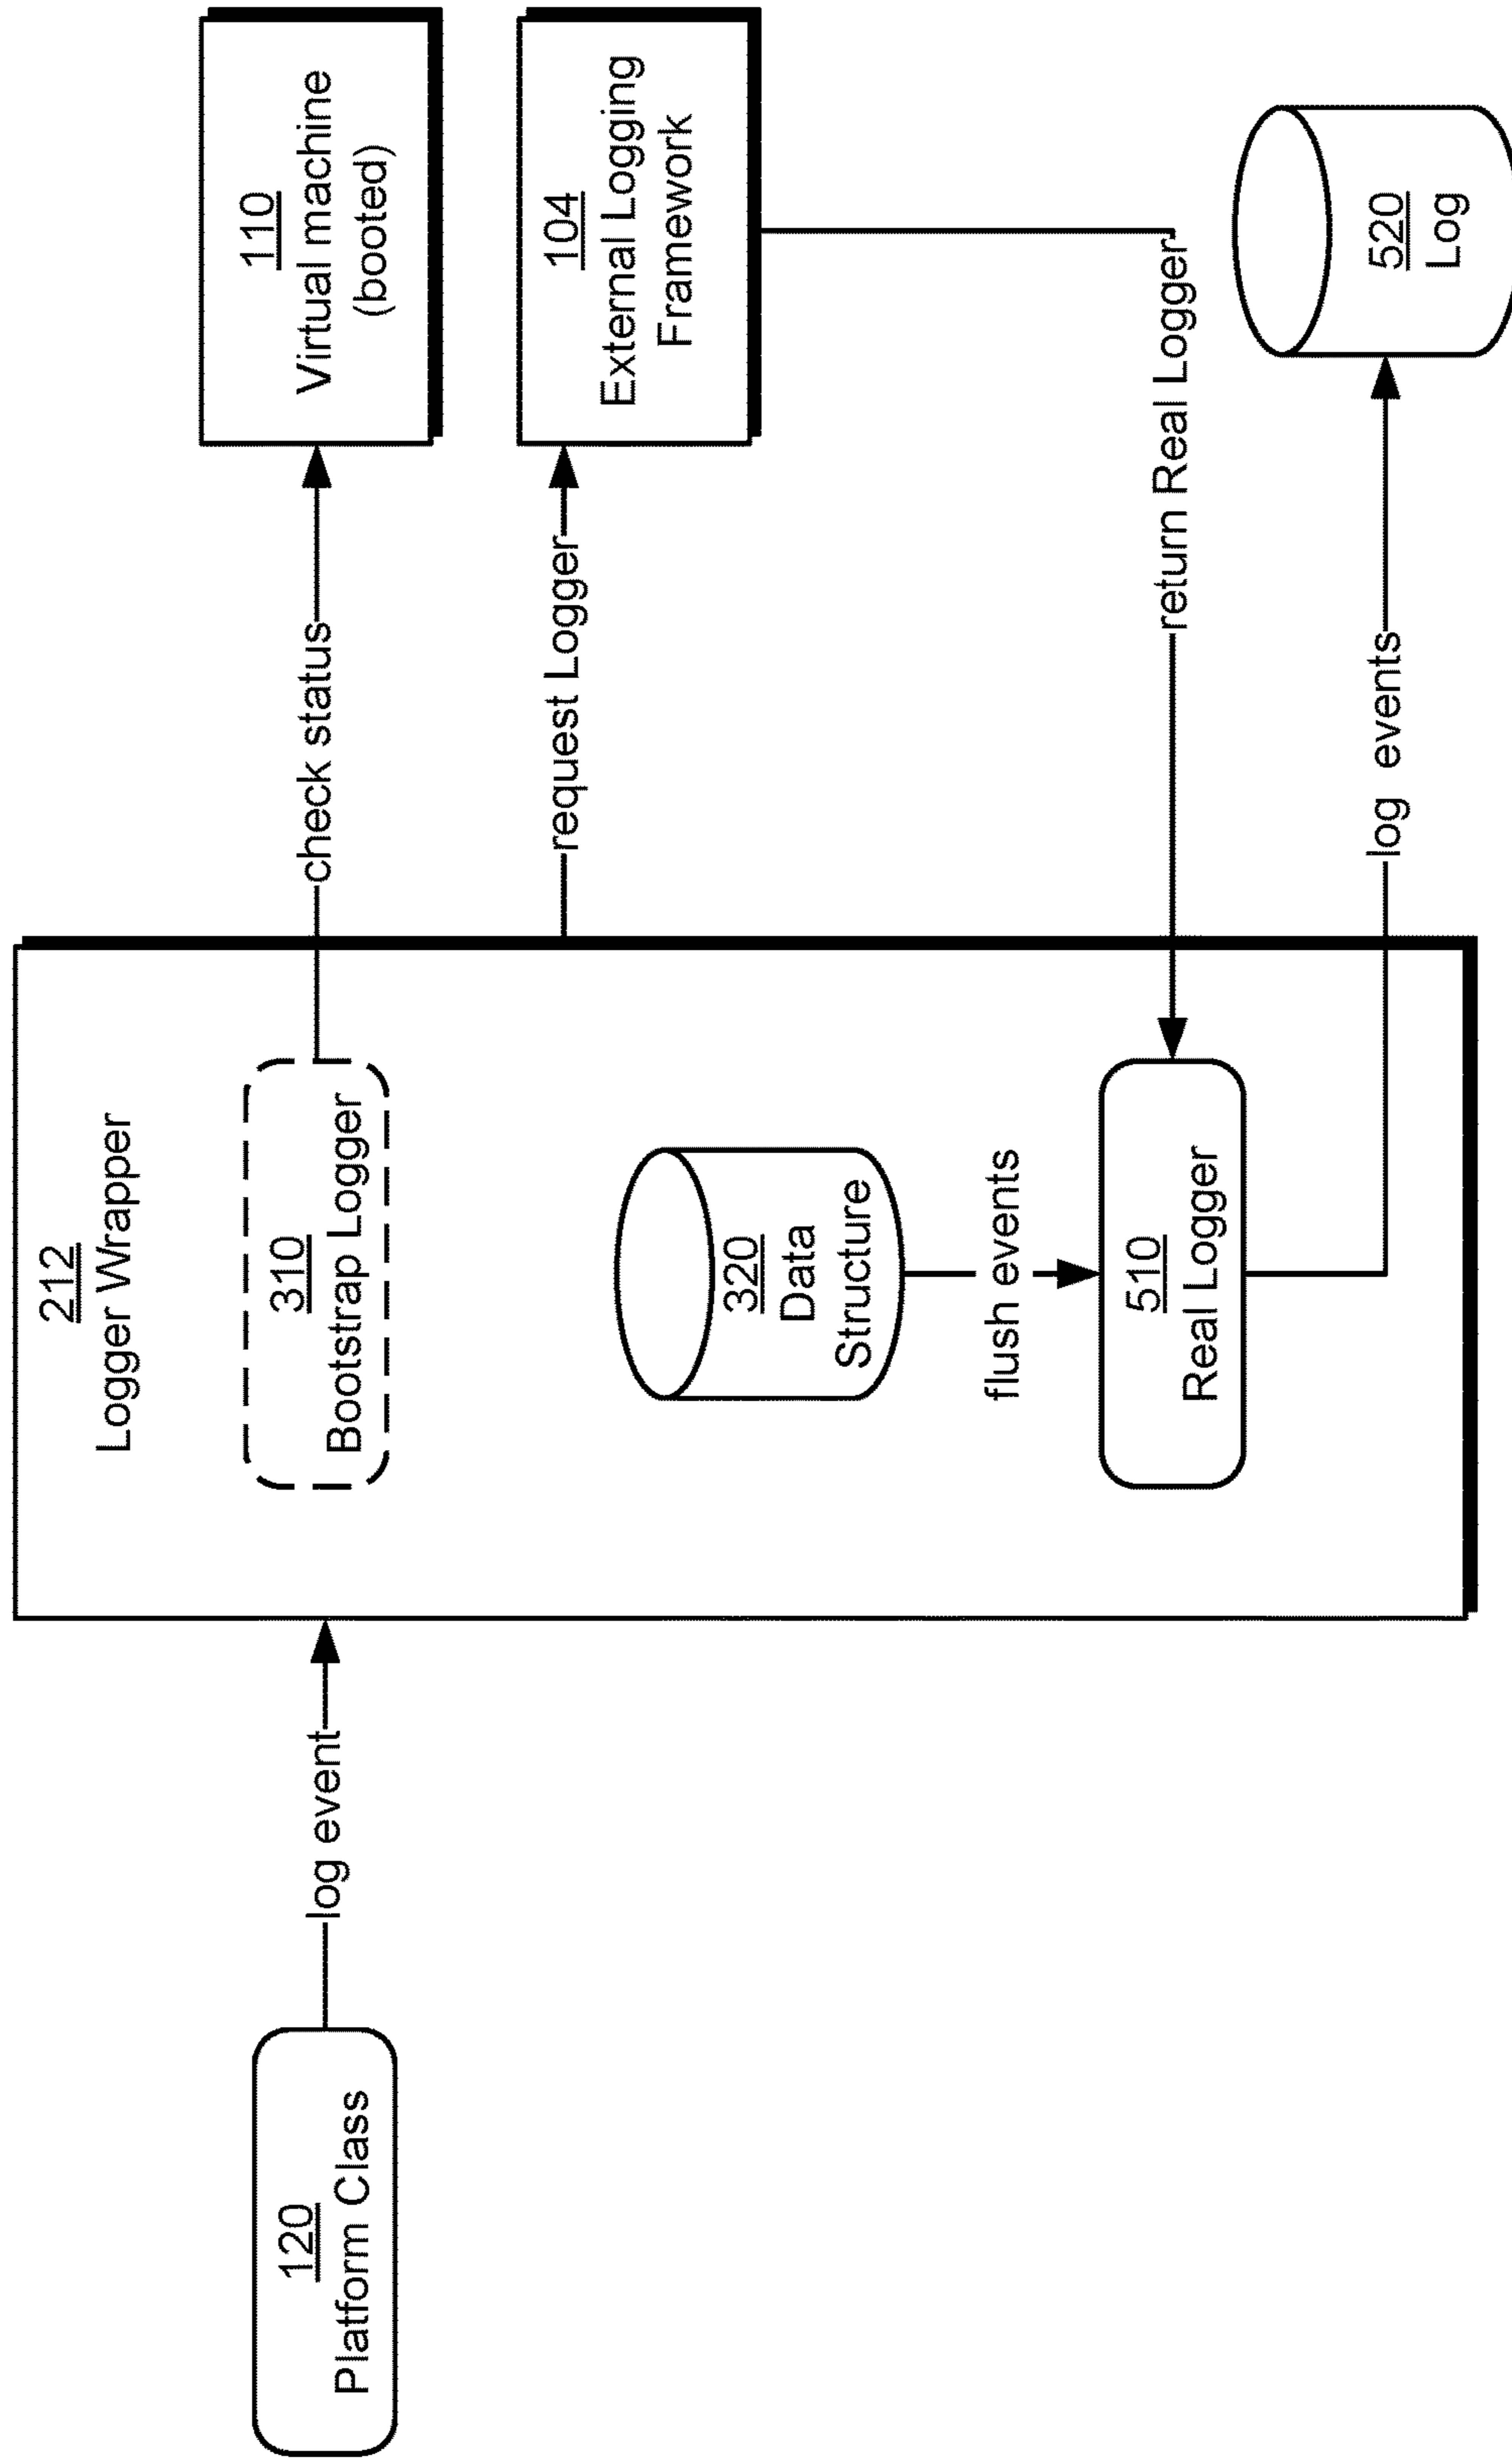 120
Platform Class
log event
212
Logger Wrapper
310
Bootstrap Logger
320
Data
Structure
flush events
510
Real Logger
check status
request Logger
return Real Logger
log events
110
Virtual machine
(booted)
104
External Logging
Framework
520
Log